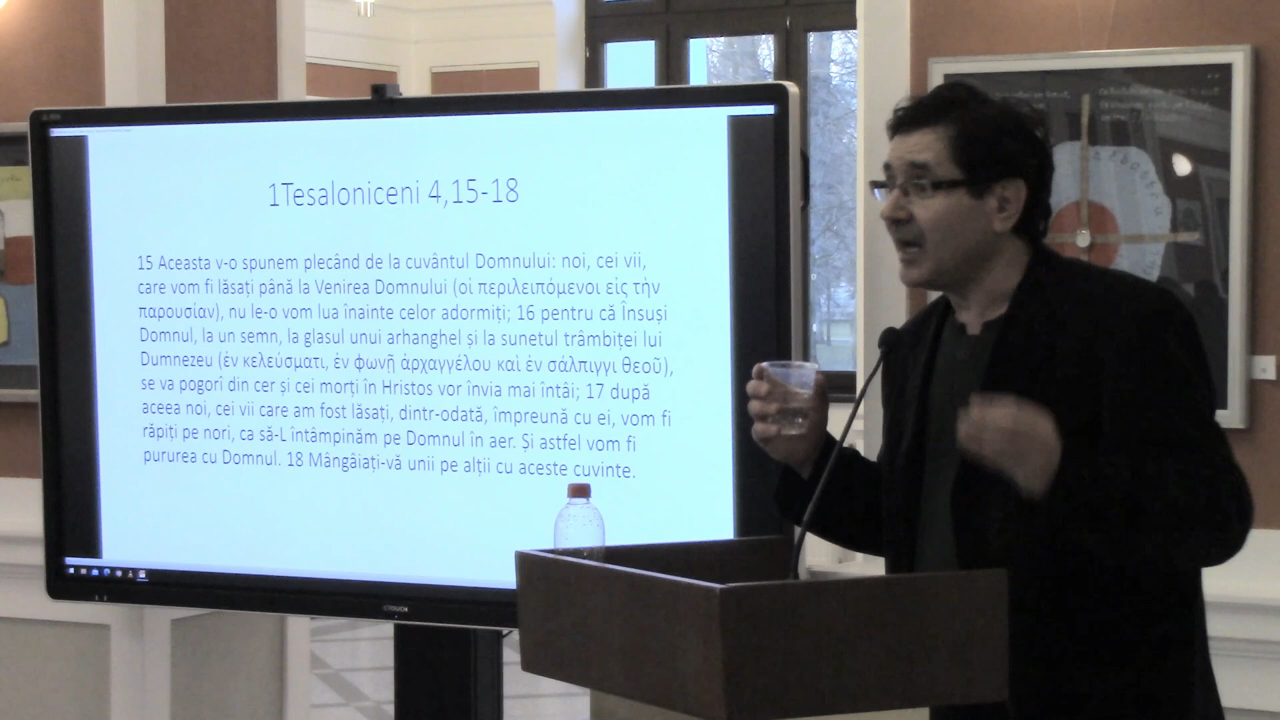 1Tesaloniceni 4,15-18
15 Aceasta v-o spunem plecând de la cuvântul Domnului: noi, cei vii,
care vom fi lăsați până la Venirea Domnului (οἱ περιλειπόμενοι εἰς τὴν
παρουσίαν), nu le-o vom lua înainte celor adormiți; 16 pentru că Însuși
Domnul, la un semn, la glasul unui arhanghel și la sunetul trâmbiței lui
Dumnezeu (ἐν κελεύσματι, ἐν φωνῇ ἀρχαγγέλου καὶ ἐν σάλπιγγι θεοῦ),
se va pogorî din cer și cei morți în Hristos vor învia mai întâi; 17 după
aceea noi, cei vii care am fost lăsați, dintr-odată, împreună cu ei, vom fi
răpiți pe nori, ca să-L întâmpinăm pe Domnul în aer. Și astfel vom fi
pururea cu Domnul. 18 Mângâiați-vă unii pe alții cu aceste cuvinte.